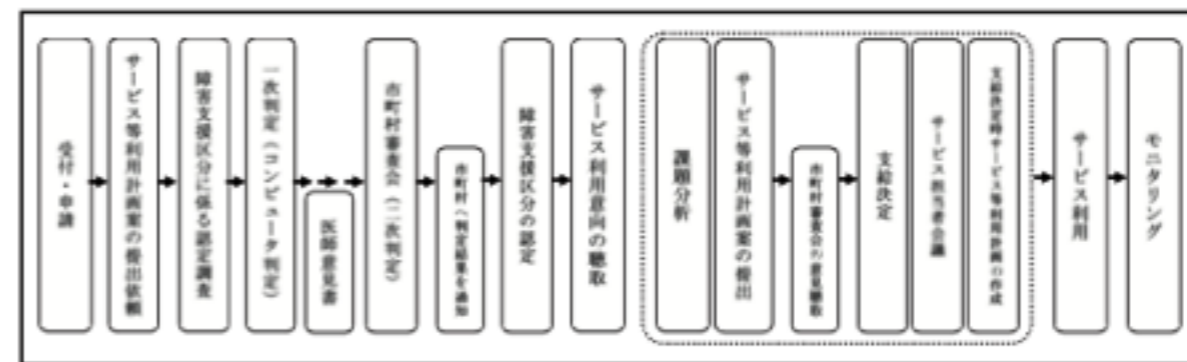 受付・申請
サービス等利用計画案の提出依頼
障害支援区分に係る認定調査
一次判定（コンピュータ判定）
医師意見書
市町村審査会（二次判定）
市町村へ判定結果を通知
障害支援区分の認定
サービス利用意向の聴取
課題分析
サービス等利用計画案の提出
市町村審査会の意見聴取
支給決定
サービス担当者会議
支給決定時サービス等利用計画の作成
サービス利用
モニタリング